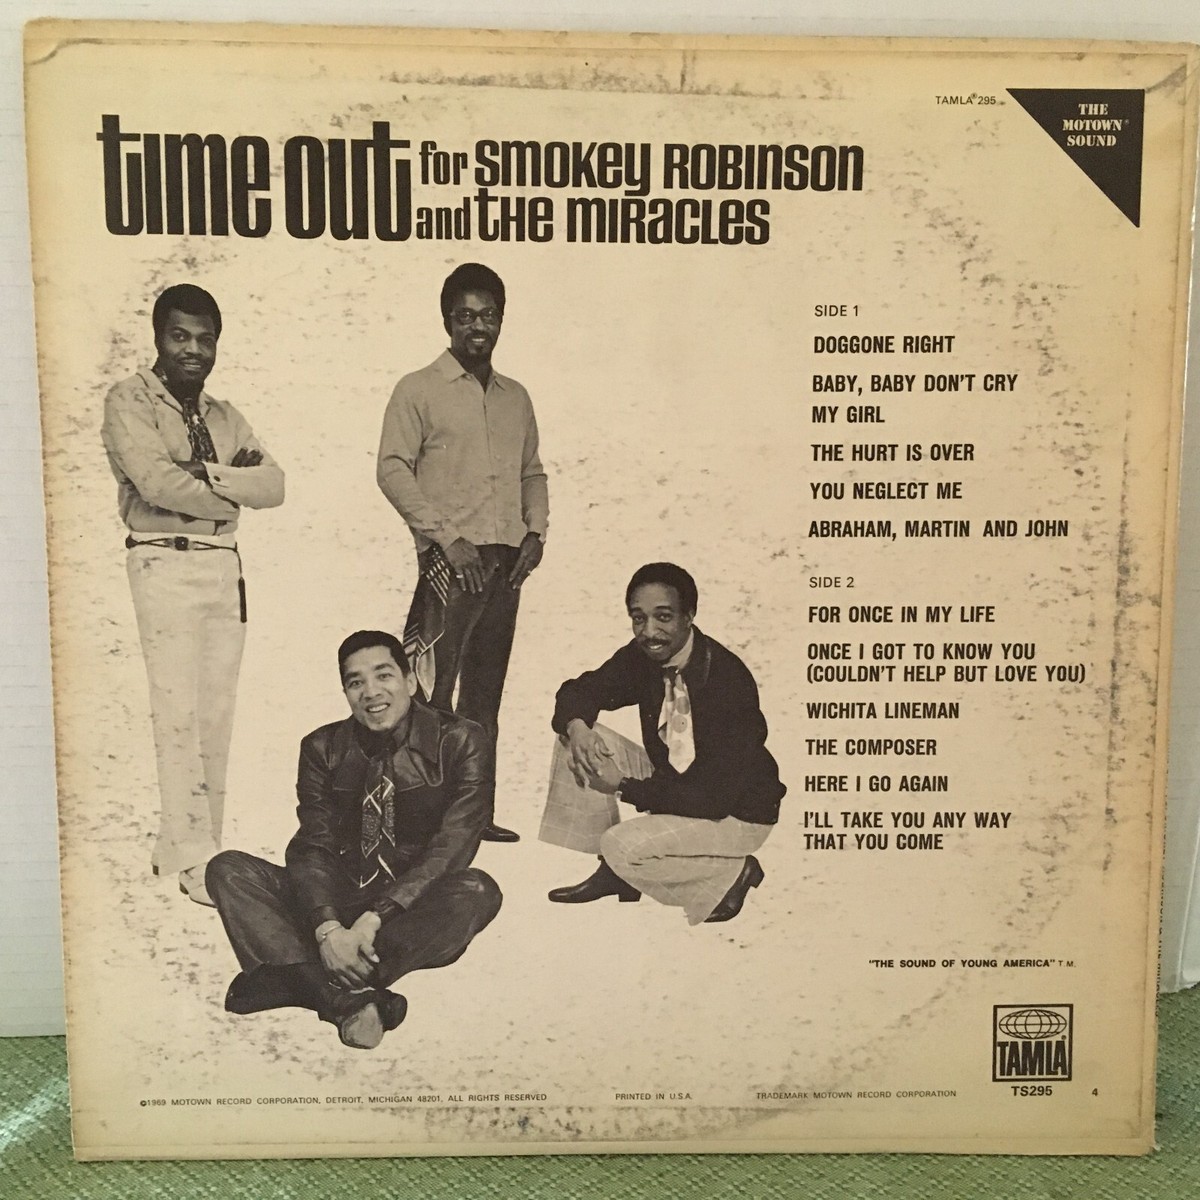 TAMLA® 295
THE
MOTOWN®
SOUND
time out for smokey robinson
and the miracles
SIDE 1
DOGGONE RIGHT
BABY, BABY DON'T CRY
MY GIRL
THE HURT IS OVER
YOU NEGLECT ME
ABRAHAM, MARTIN AND JOHN
SIDE 2
FOR ONCE IN MY LIFE
ONCE I GOT TO KNOW YOU
(COULDN'T HELP BUT LOVE YOU)
WICHITA LINEMAN
THE COMPOSER
HERE I GO AGAIN
I'LL TAKE YOU ANY WAY
THAT YOU COME
"THE SOUND OF YOUNG AMERICA" T M.
TAMLA®
TS295 4
©1969 MOTOWN RECORD CORPORATION, DETROIT, MICHIGAN 48201, ALL RIGHTS RESERVED PRINTED IN U.S.A. TRADEMARK MOTOWN RECORD CORPORATION